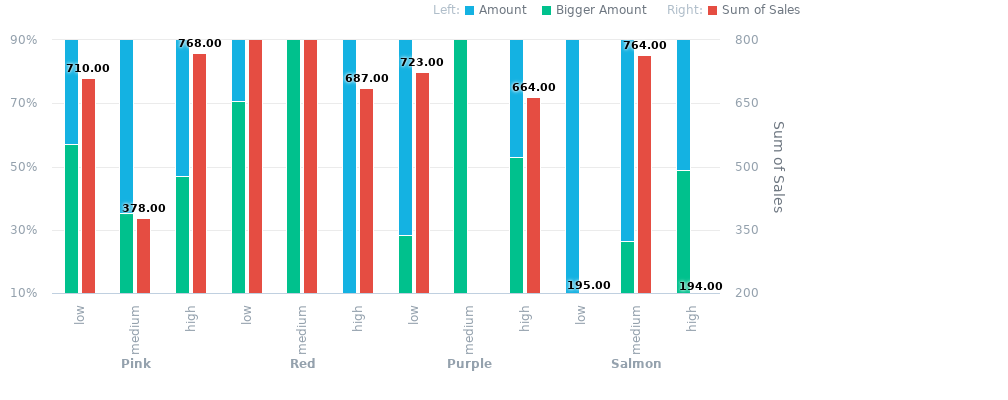 Left: Amount Bigger Amount Right: Sum of Sales
90%
70%
50%
30%
10%
800
650
500
350
200
Sum of Sales
710.00
378.00
768.00
687.00
723.00
664.00
195.00
764.00
194.00
low
medium
high
low
medium
high
low
medium
high
low
medium
high
Pink
Red
Purple
Salmon